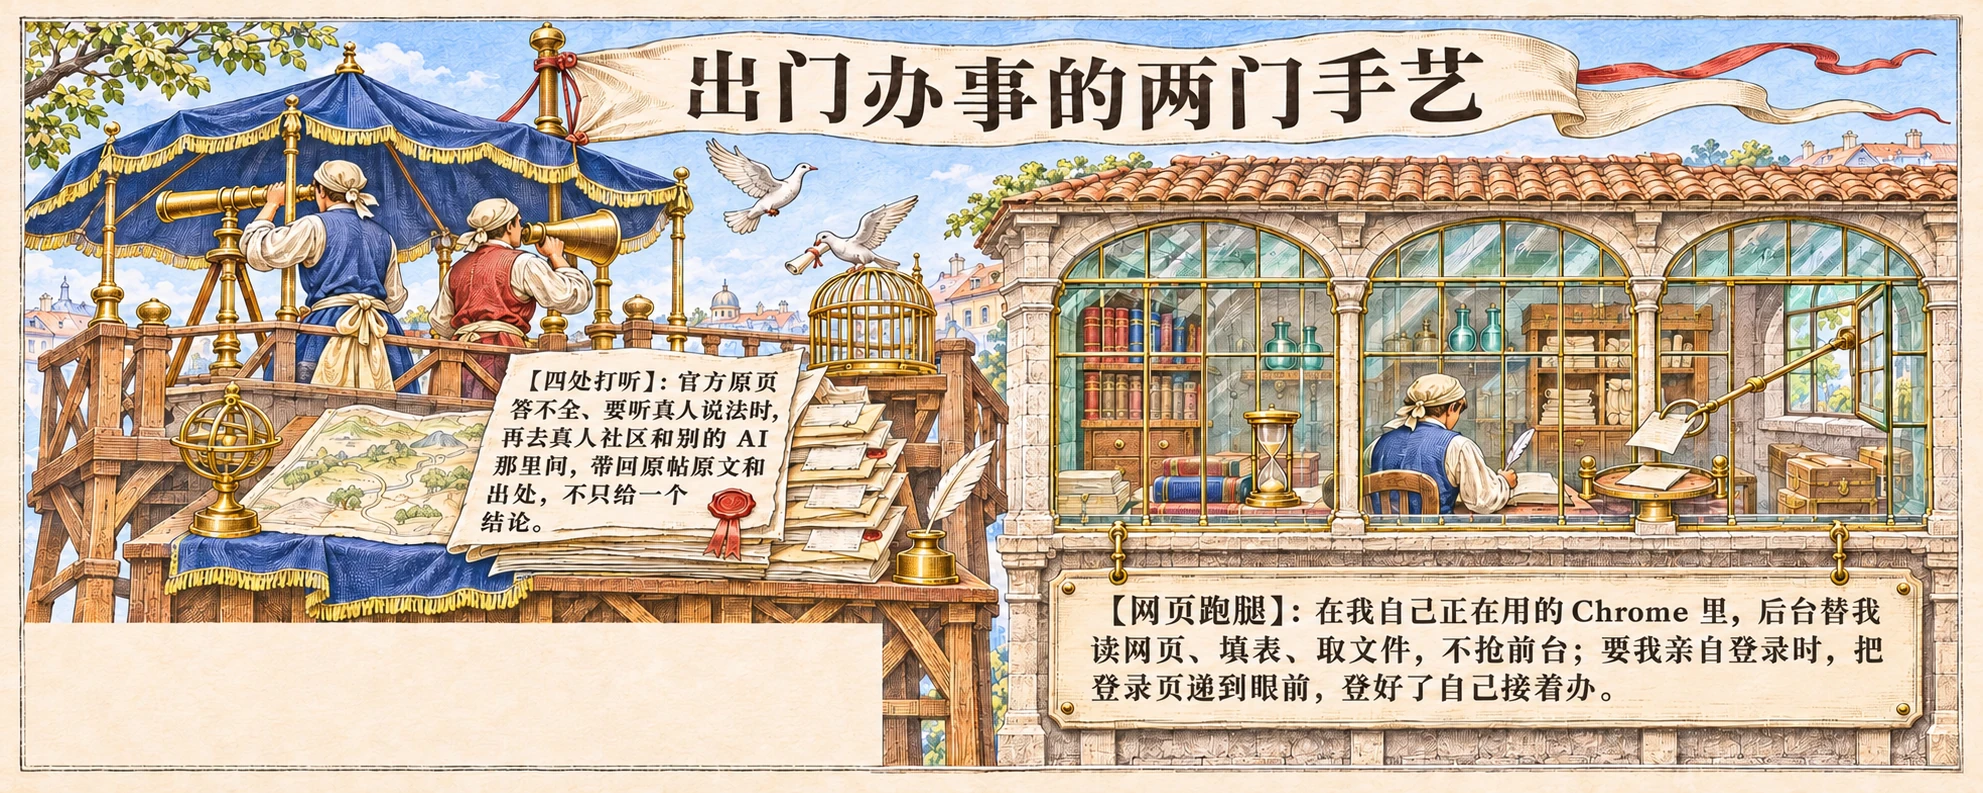 出门办事的两门手艺
【四处打听】：官方原页
答不全、要听真人说法时，
再去真人社区和别的 AI
那里问，带回原帖原文和
出处，不只给一个
结论。
【网页跑腿】：在我自己正在用的 Chrome 里，后台替我
读网页、填表、取文件，不抢前台；要我亲自登录时，把
登录页递到眼前，登好了自己接着办。